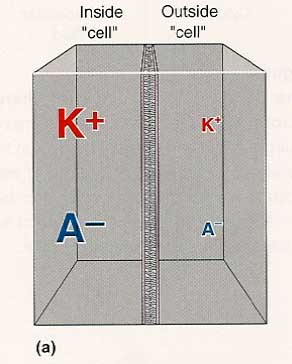 Inside Outside
"cell" "cell"
K+ K+
A− A−
(a)